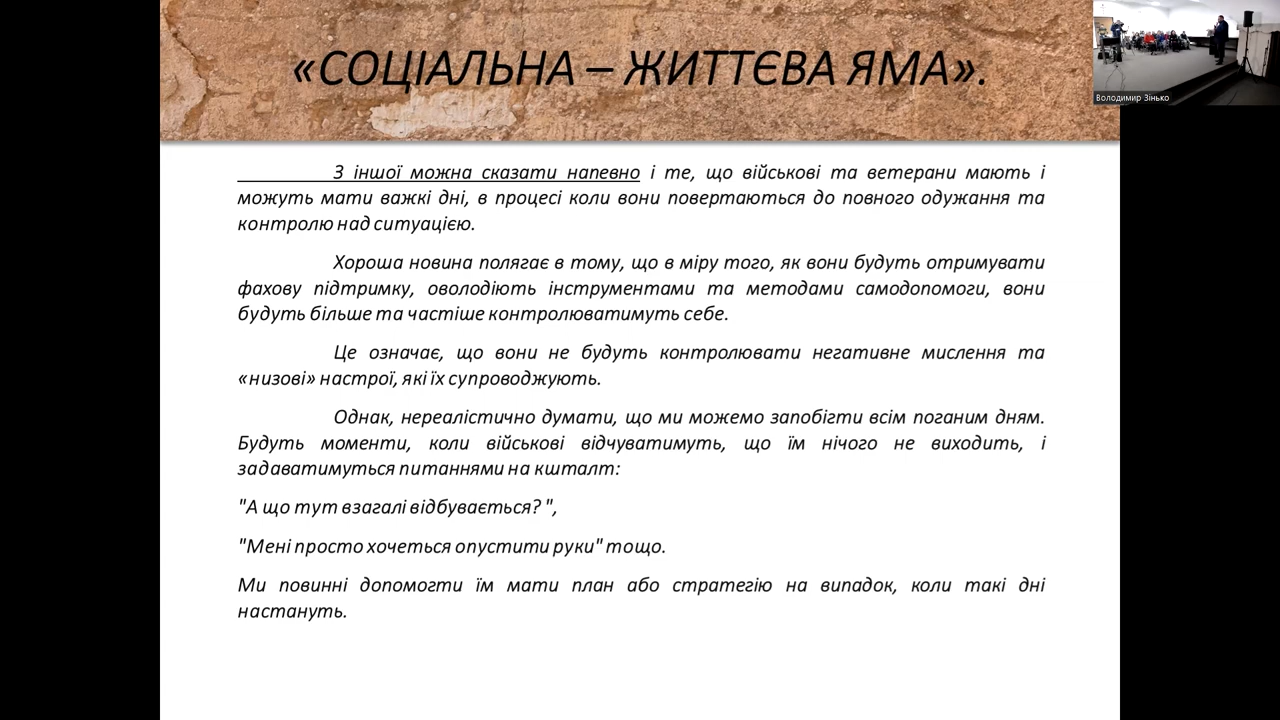 «СОЦІАЛЬНА – ЖИТТЄВА ЯМА».
Володимир Зінько
З іншої можна сказати напевно і те, що військові та ветерани мають і
можуть мати важкі дні, в процесі коли вони повертаються до повного одужання та
контролю над ситуацією.
Хороша новина полягає в тому, що в міру того, як вони будуть отримувати
фахову підтримку, оволодіють інструментами та методами самодопомоги, вони
будуть більше та частіше контролюватимуть себе.
Це означає, що вони не будуть контролювати негативне мислення та
«низові» настрої, які їх супроводжують.
Однак, нереалістично думати, що ми можемо запобігти всім поганим дням.
Будуть моменти, коли військові відчуватимуть, що їм нічого не виходить, і
задаватимуться питаннями на кшталт:
"А що тут взагалі відбувається? ",
"Мені просто хочеться опустити руки" тощо.
Ми повинні допомогти їм мати план або стратегію на випадок, коли такі дні
настануть.